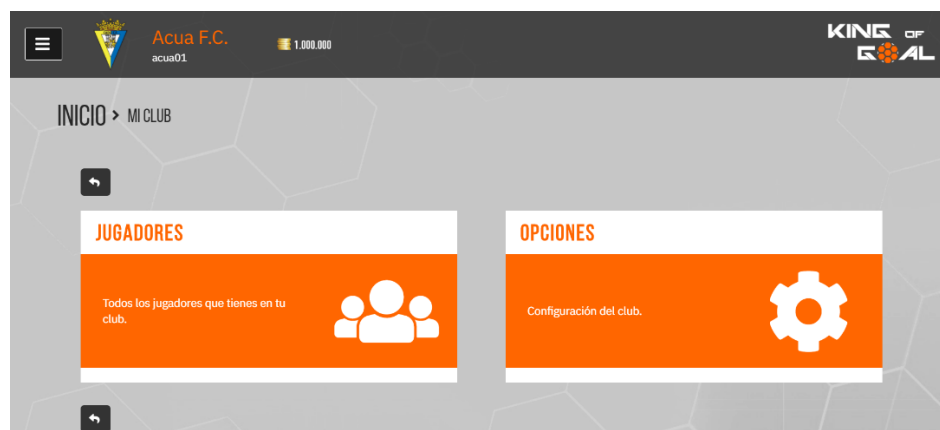 Acua F.C.
acua01
1.000.000
KING OF
GOAL
INICIO > MI CLUB
JUGADORES
Todos los jugadores que tienes en tu
club.
OPCIONES
Configuración del club.